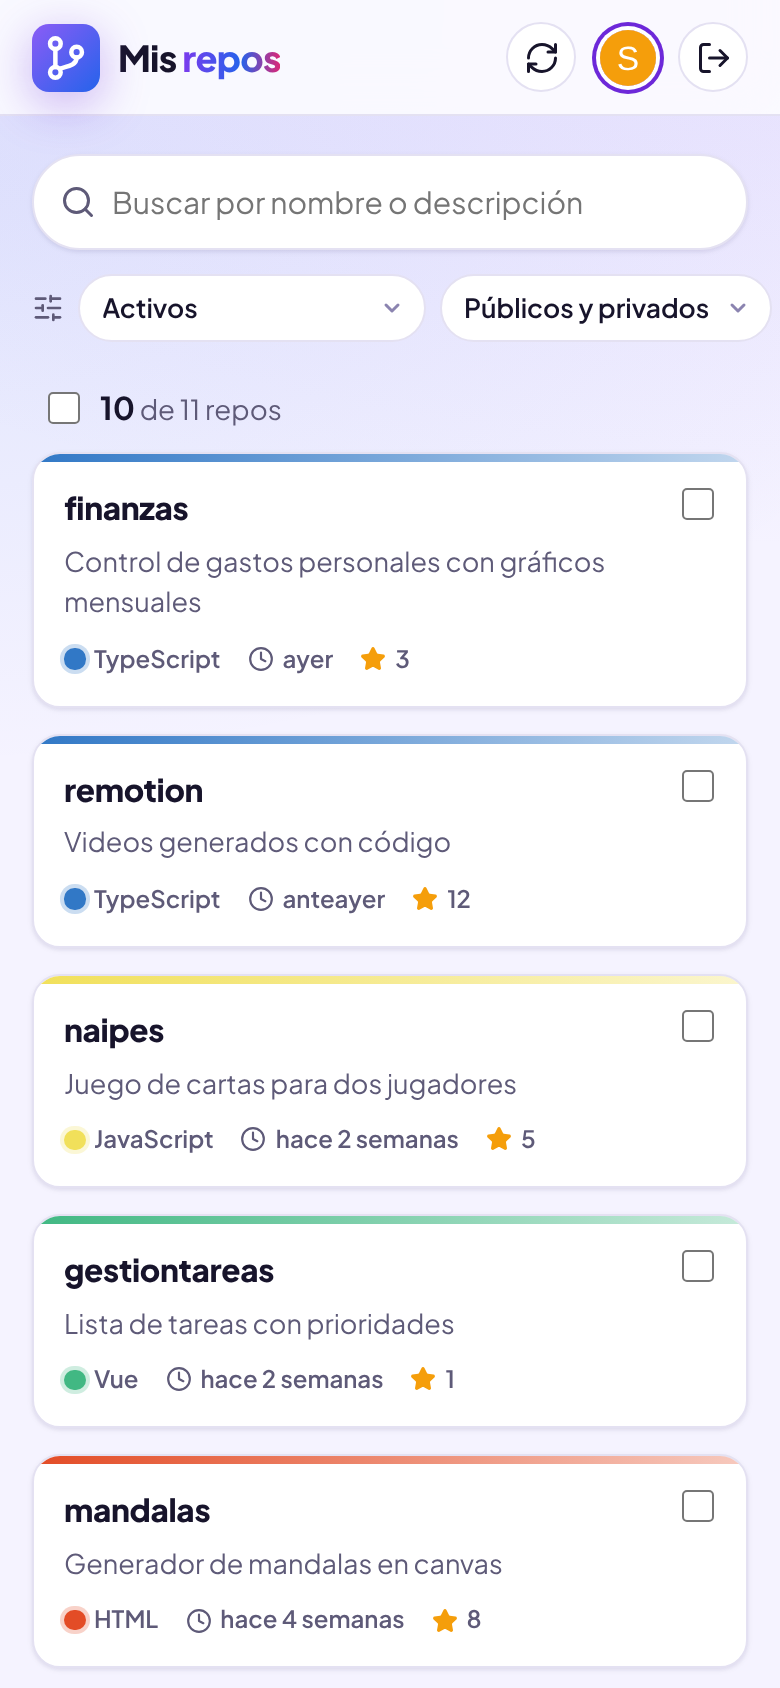 Mis repos
S
Buscar por nombre o descripción
Activos
Públicos y privados
10 de 11 repos
finanzas
Control de gastos personales con gráficos
mensuales
TypeScript ayer 3
remotion
Videos generados con código
TypeScript anteayer 12
naipes
Juego de cartas para dos jugadores
JavaScript hace 2 semanas 5
gestiontareas
Lista de tareas con prioridades
Vue hace 2 semanas 1
mandalas
Generador de mandalas en canvas
HTML hace 4 semanas 8